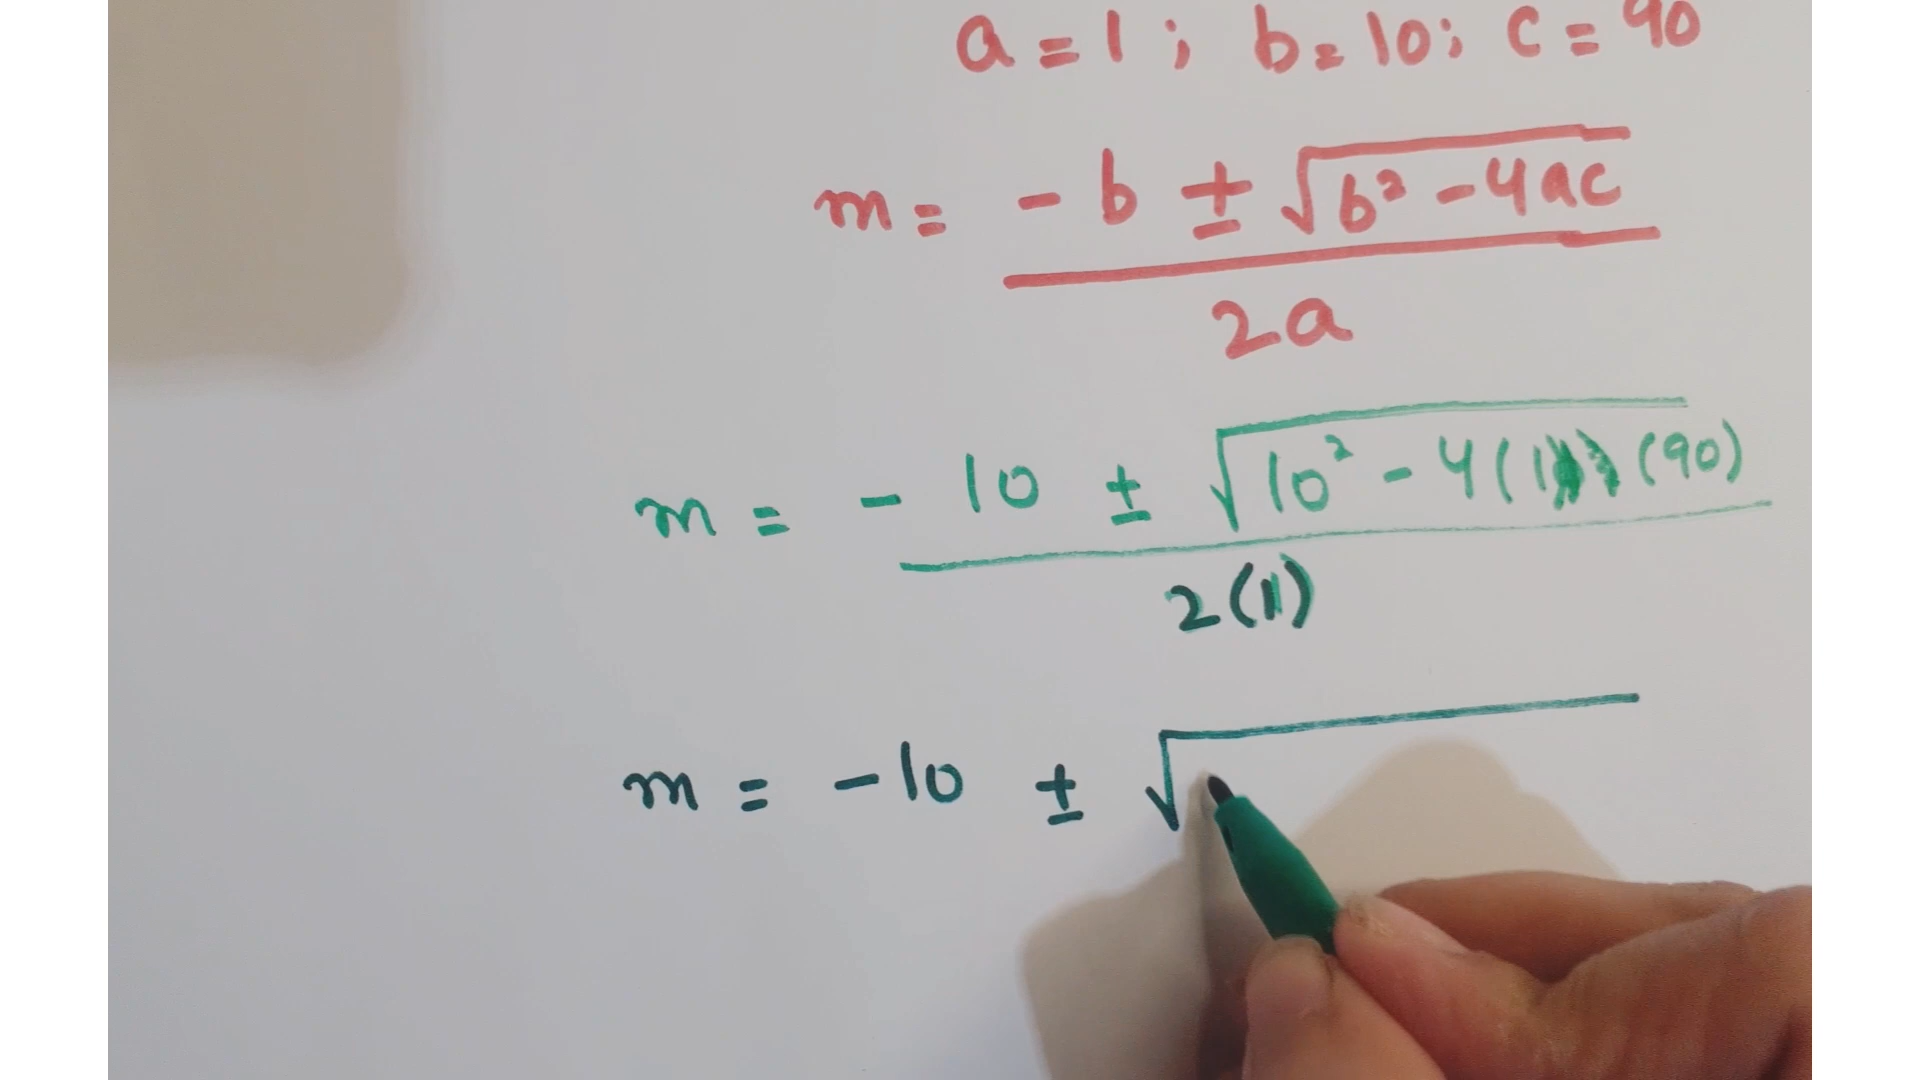 a = 1 ; b = 10 ; c = 90
m = - b ± √b² - 4ac
2a
m = - 10 ± √10² - 4(1) (90)
2(1)
m = - 10 ± √